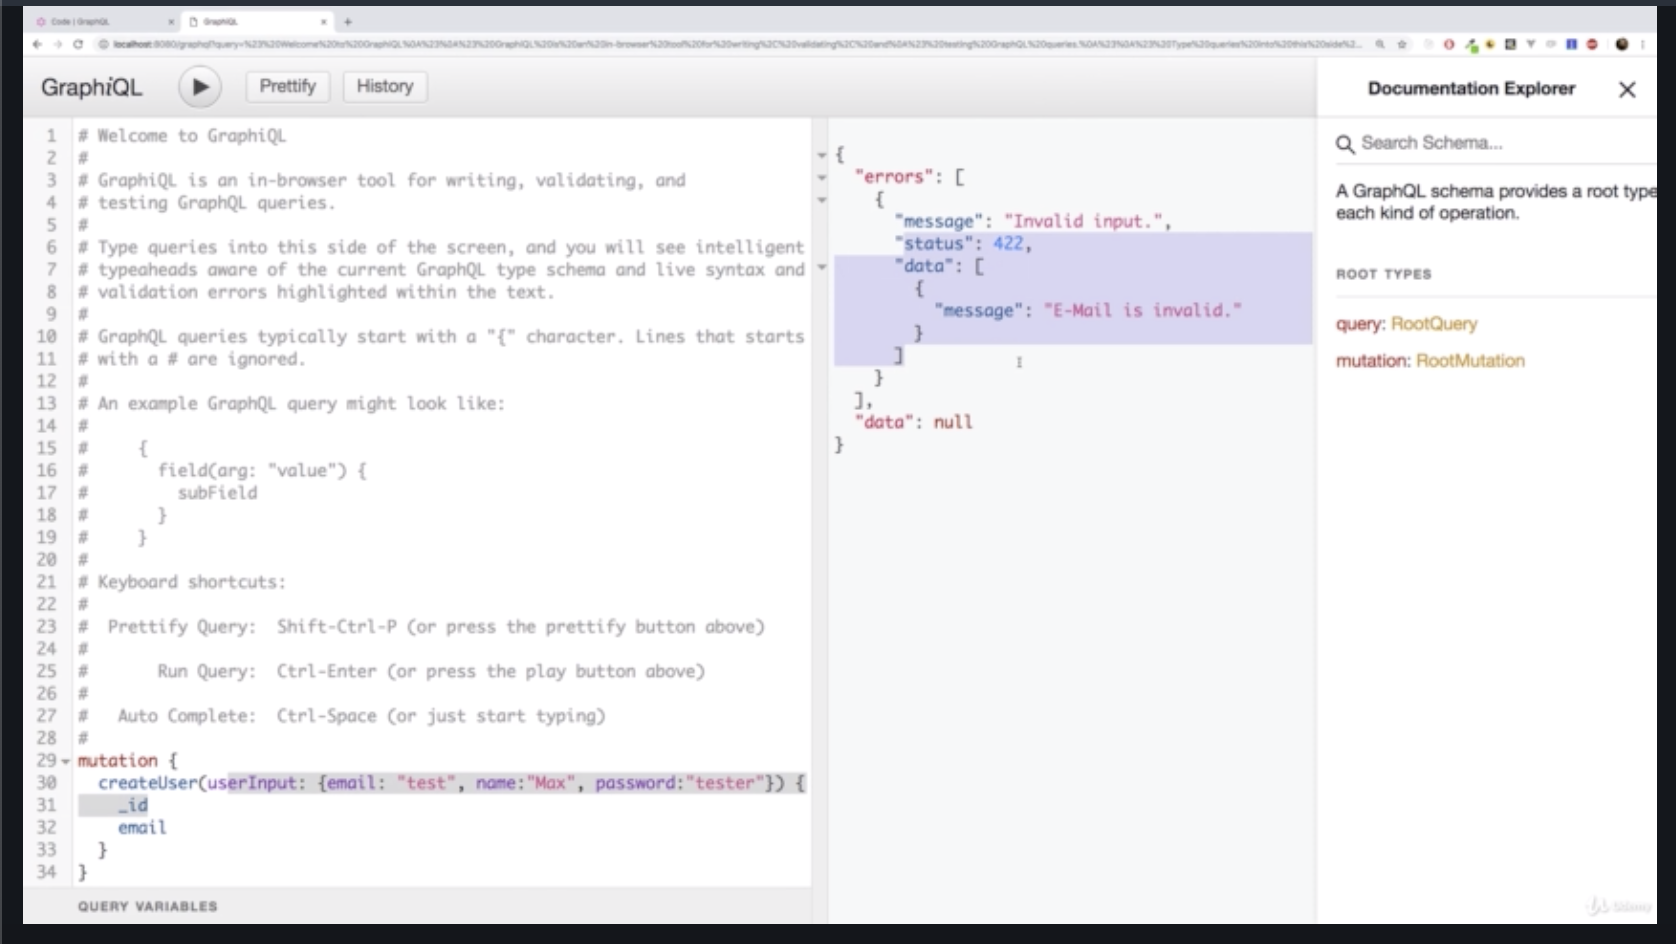 Code | GraphiQL
GraphiQL
GraphiQL
Prettify
History
1 # Welcome to GraphiQL
2 #
3 # GraphiQL is an in-browser tool for writing, validating, and
4 # testing GraphQL queries.
5 #
6 # Type queries into this side of the screen, and you will see intelligent
7 # typeaheads aware of the current GraphQL type schema and live syntax and
8 # validation errors highlighted within the text.
9 #
10 # GraphQL queries typically start with a "{" character. Lines that starts
11 # with a # are ignored.
12 #
13 # An example GraphQL query might look like:
14 #
15 #     {
16 #       field(arg: "value") {
17 #         subField
18 #       }
19 #     }
20 #
21 # Keyboard shortcuts:
22 #
23 #  Prettify Query:  Shift-Ctrl-P (or press the prettify button above)
24 #
25 #       Run Query:  Ctrl-Enter (or press the play button above)
26 #
27 #   Auto Complete:  Ctrl-Space (or just start typing)
28 #
29 mutation {
30   createUser(userInput: {email: "test", name:"Max", password:"tester"}) {
31     _id
32     email
33   }
34 }
QUERY VARIABLES
{
  "errors": [
    {
      "message": "Invalid input.",
      "status": 422,
      "data": [
        {
          "message": "E-Mail is invalid."
        }
      ]
    }
  ],
  "data": null
}
Documentation Explorer
Search Schema...
A GraphQL schema provides a root type
each kind of operation.
ROOT TYPES
query: RootQuery
mutation: RootMutation
Udemy